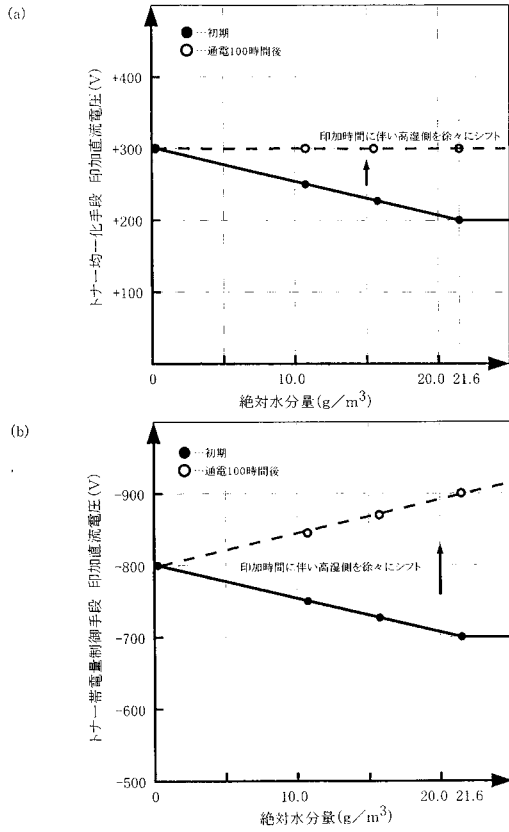 (a)
トナー均一化手段 印加直流電圧(V)
●…初期
○…通電100時間後
+400
印加時間に伴い高湿側を徐々にシフト
+300
+200
+100
0 10.0 20.0 21.6
絶対水分量(g/m³)
(b)
トナー帯電量制御手段 印加直流電圧(V)
●…初期
○…通電100時間後
-900
印加時間に伴い高湿側を徐々にシフト
-800
-700
-600
-500
0 10.0 20.0 21.6
絶対水分量(g/m³)